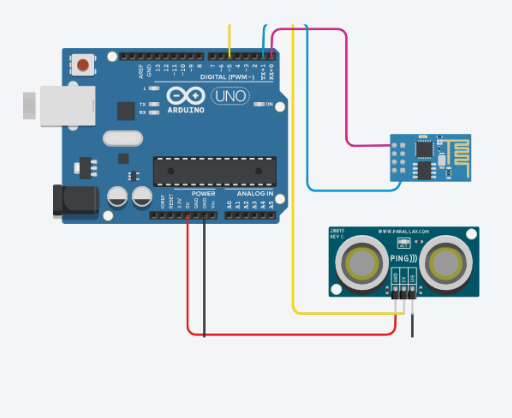 AREF
GND
13
12
~11
~10
~9
8
7
~6
~5
4
~3
2
TX→1
RX←0
DIGITAL (PWM~)
L
TX
RX
ARDUINO
UNO
ON
POWER
ANALOG IN
IOREF
RESET
3.3V
5V
GND
GND
Vin
A0
A1
A2
A3
A4
A5
28015
REV C
WWW.PARALLAX.COM
PING)))
GND
5V
SIG